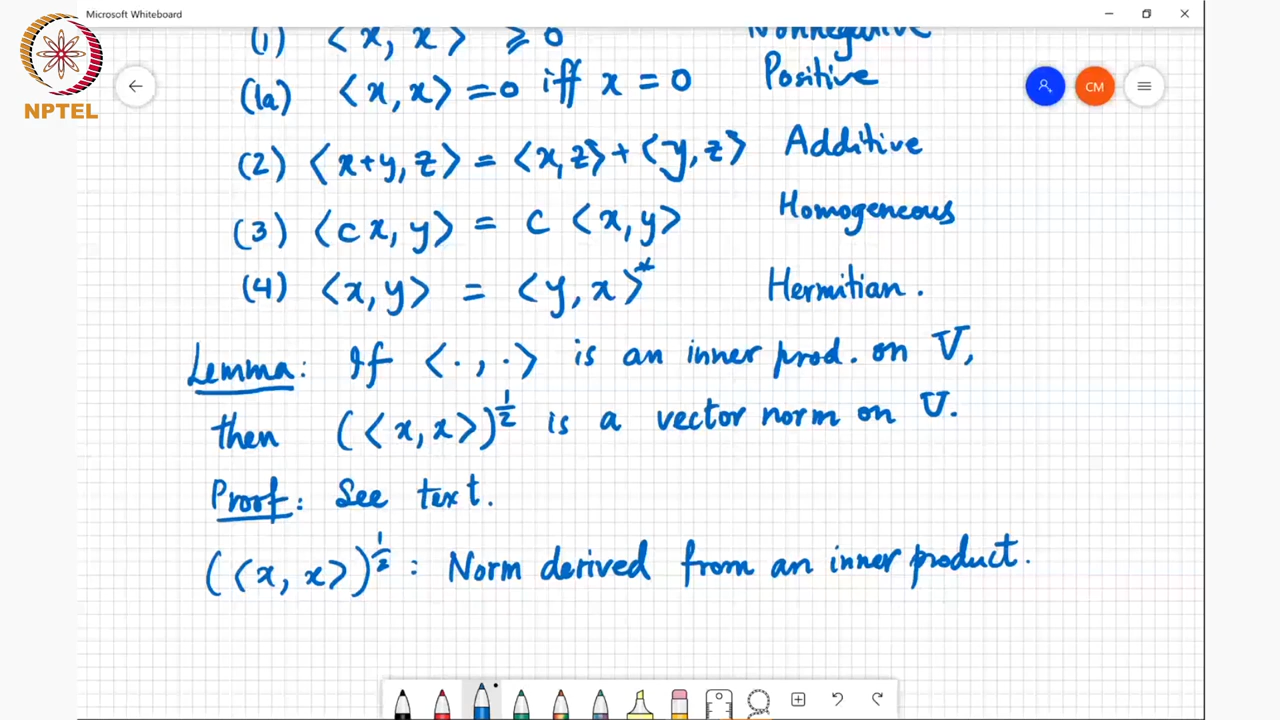 Microsoft Whiteboard
NPTEL
CM
(1) ⟨x, x⟩ ≥ 0 Nonnegative
(1a) ⟨x, x⟩ = 0 iff x = 0 Positive
(2) ⟨x+y, z⟩ = ⟨x, z⟩ + ⟨y, z⟩ Additive
(3) ⟨cx, y⟩ = c ⟨x, y⟩ Homogeneous
(4) ⟨x, y⟩ = ⟨y, x⟩* Hermitian.
Lemma: If ⟨·, ·⟩ is an inner prod. on V,
then (⟨x, x⟩)^½ is a vector norm on V.
Proof: See text.
(⟨x, x⟩)^½ : Norm derived from an inner product.